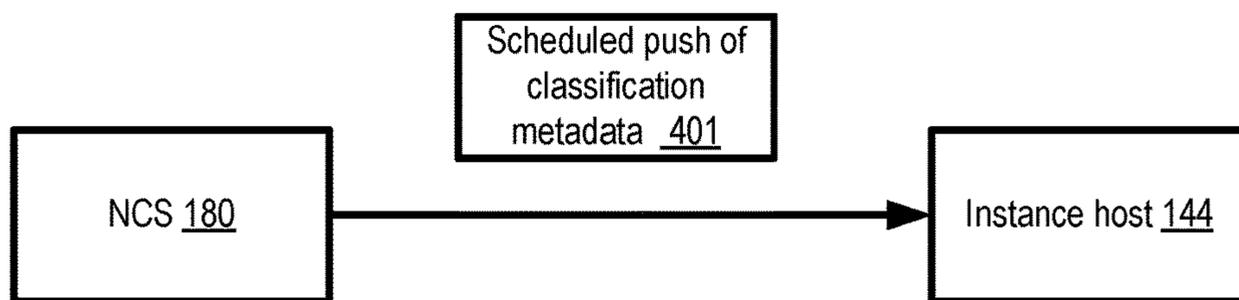 Scheduled push of
classification
metadata 401
NCS 180
Instance host 144